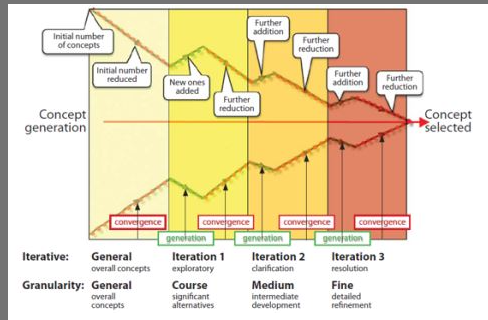 Initial number
of concepts
Initial number
reduced
New ones
added
Further
reduction
Further
addition
Further
reduction
Further
addition
Further
reduction
Concept
generation
Concept
selected
convergence
convergence
convergence
convergence
generation
generation
generation
Iterative: General Iteration 1 Iteration 2 Iteration 3
overall concepts exploratory clarification resolution
Granularity: General Course Medium Fine
overall significant intermediate detailed
concepts alternatives development refinement